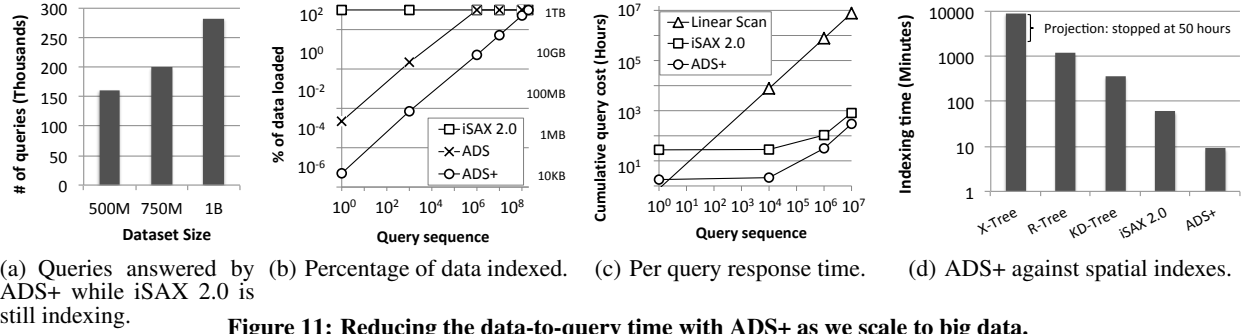 # of queries (Thousands)
300
250
200
150
100
50
0
500M 750M 1B
Dataset Size
(a) Queries answered by
ADS+ while iSAX 2.0 is
still indexing.
% of data loaded
10^2
10^0
10^-2
10^-4
10^-6
1TB
10GB
100MB
1MB
10KB
iSAX 2.0
ADS
ADS+
10^0 10^2 10^4 10^6 10^8
Query sequence
(b) Percentage of data indexed.
Cumulative query cost (Hours)
10^7
10^6
10^5
10^3
10^1
Linear Scan
iSAX 2.0
ADS+
10^0 10^1 10^2 10^3 10^4 10^5 10^6 10^7
Query sequence
(c) Per query response time.
Indexing time (Minutes)
10000
1000
100
10
1
Projection: stopped at 50 hours
X-Tree
R-Tree
KD-Tree
iSAX 2.0
ADS+
(d) ADS+ against spatial indexes.
Figure 11: Reducing the data-to-query time with ADS+ as we scale to big data.